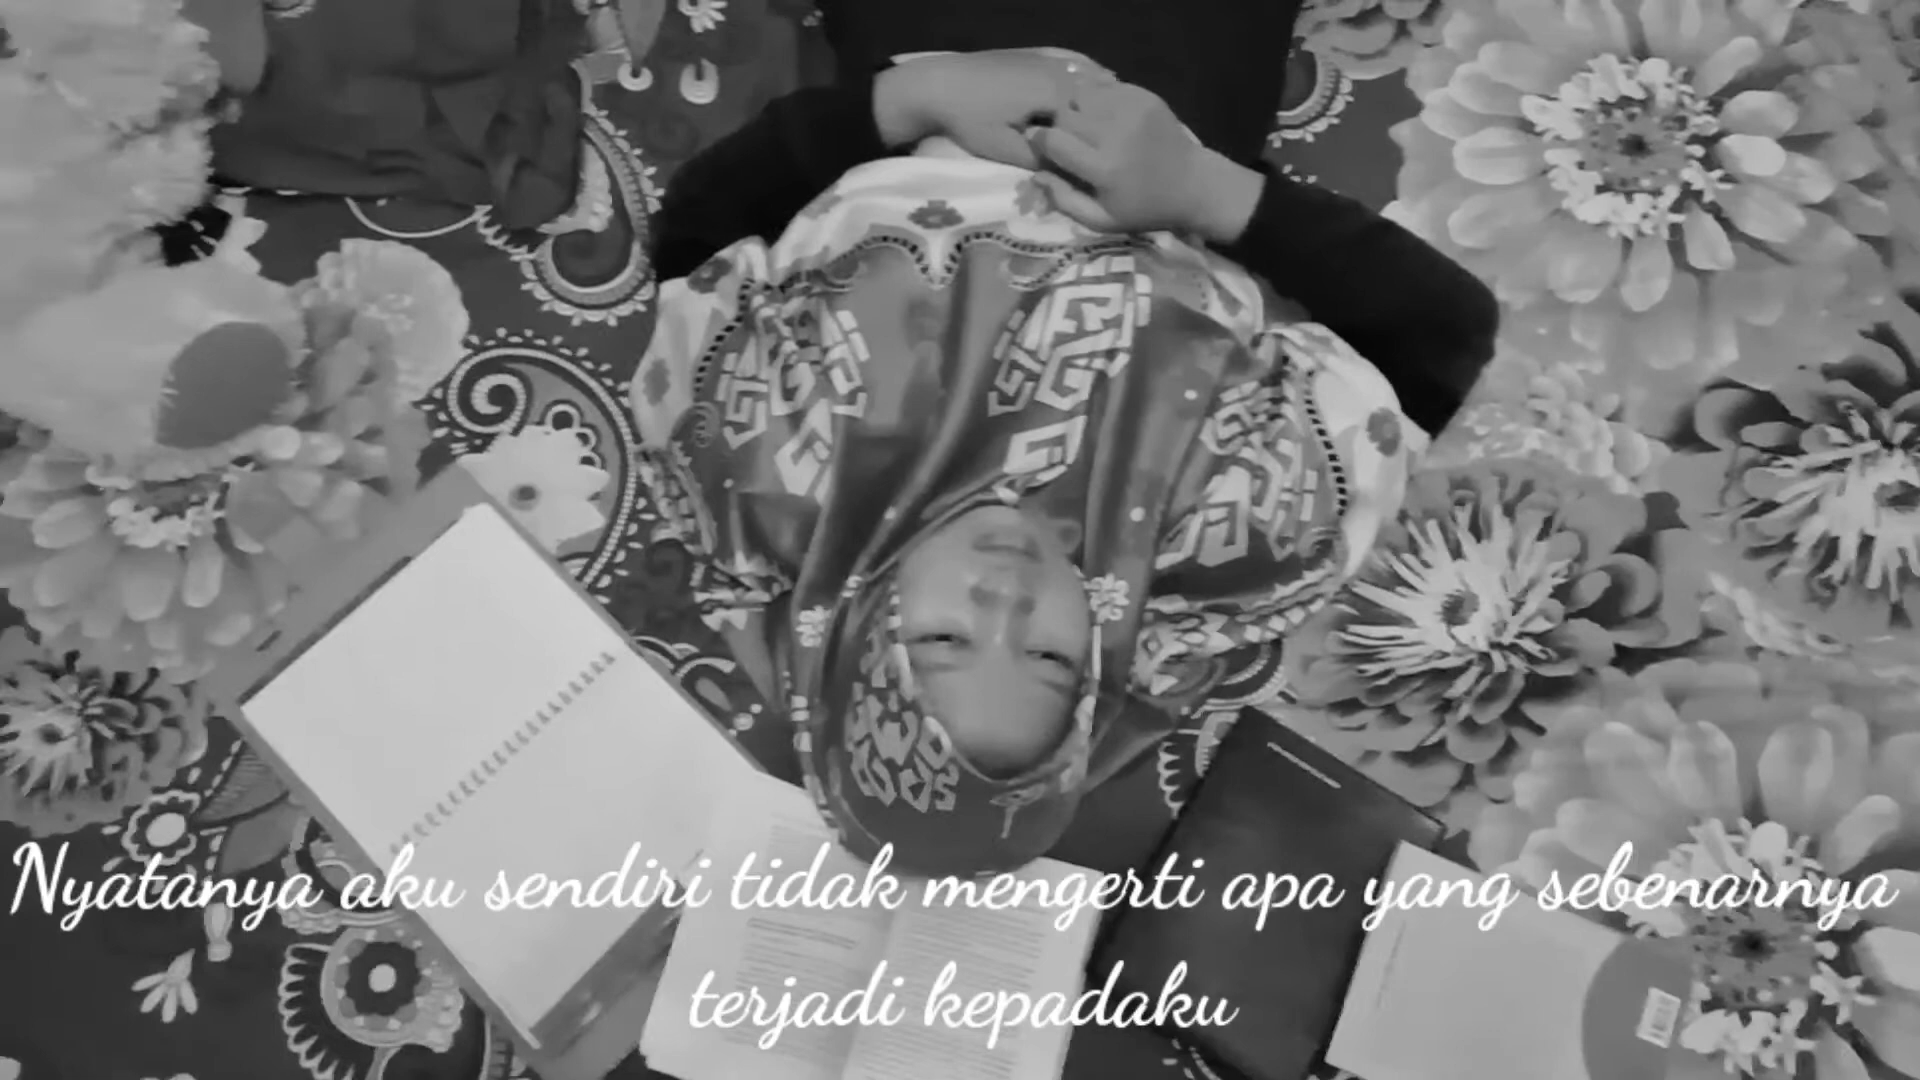 Nyatanya aku sendiri tidak mengerti apa yang sebenarnya
terjadi kepadaku